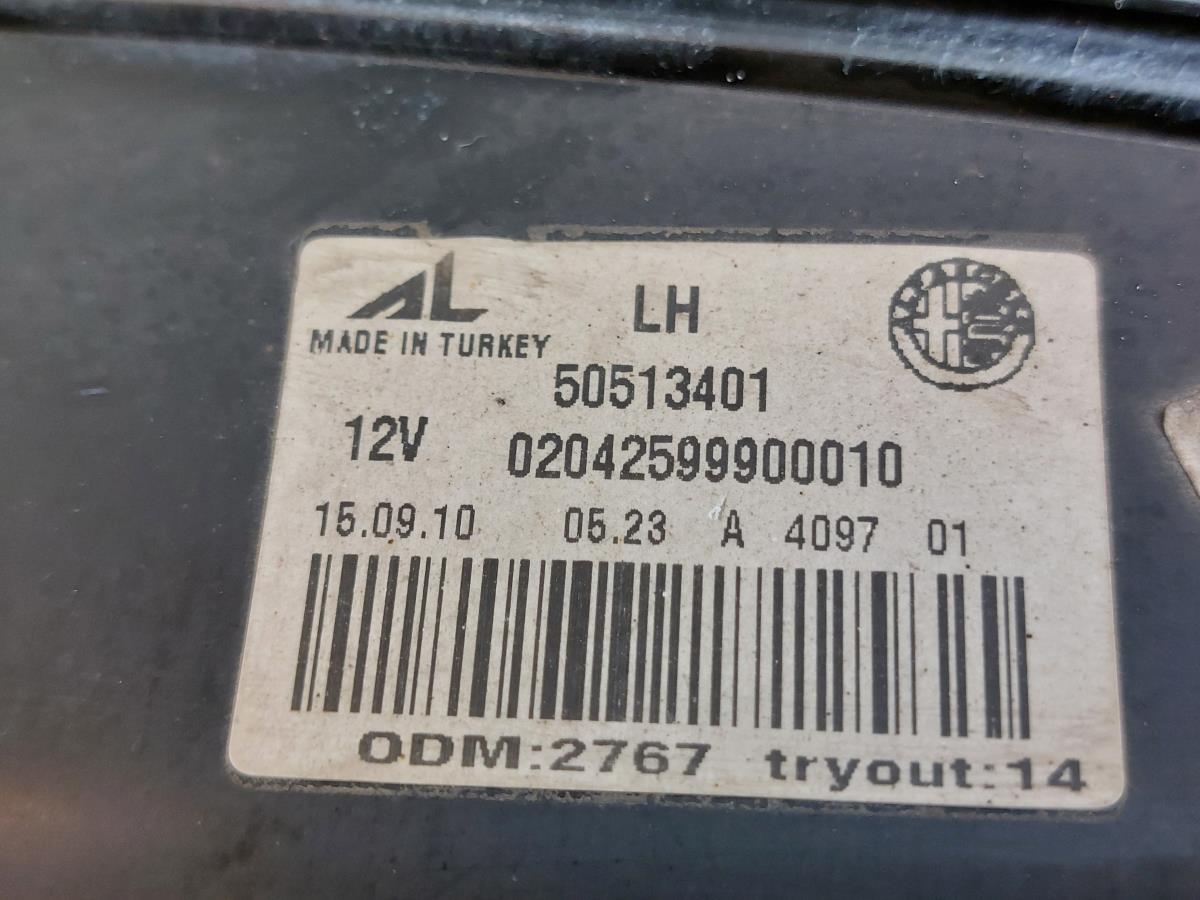 AL
LH
MADE IN TURKEY
50513401
12V 02042599900010
15.09.10 05.23 A 4097 01
ODM:2767 tryout:14